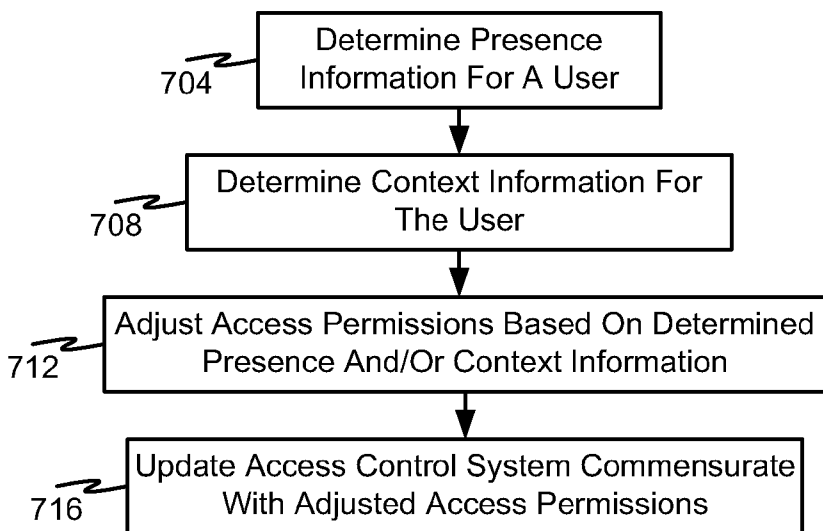 Determine Presence
Information For A User
704
Determine Context Information For
The User
708
Adjust Access Permissions Based On Determined
Presence And/Or Context Information
712
Update Access Control System Commensurate
With Adjusted Access Permissions
716